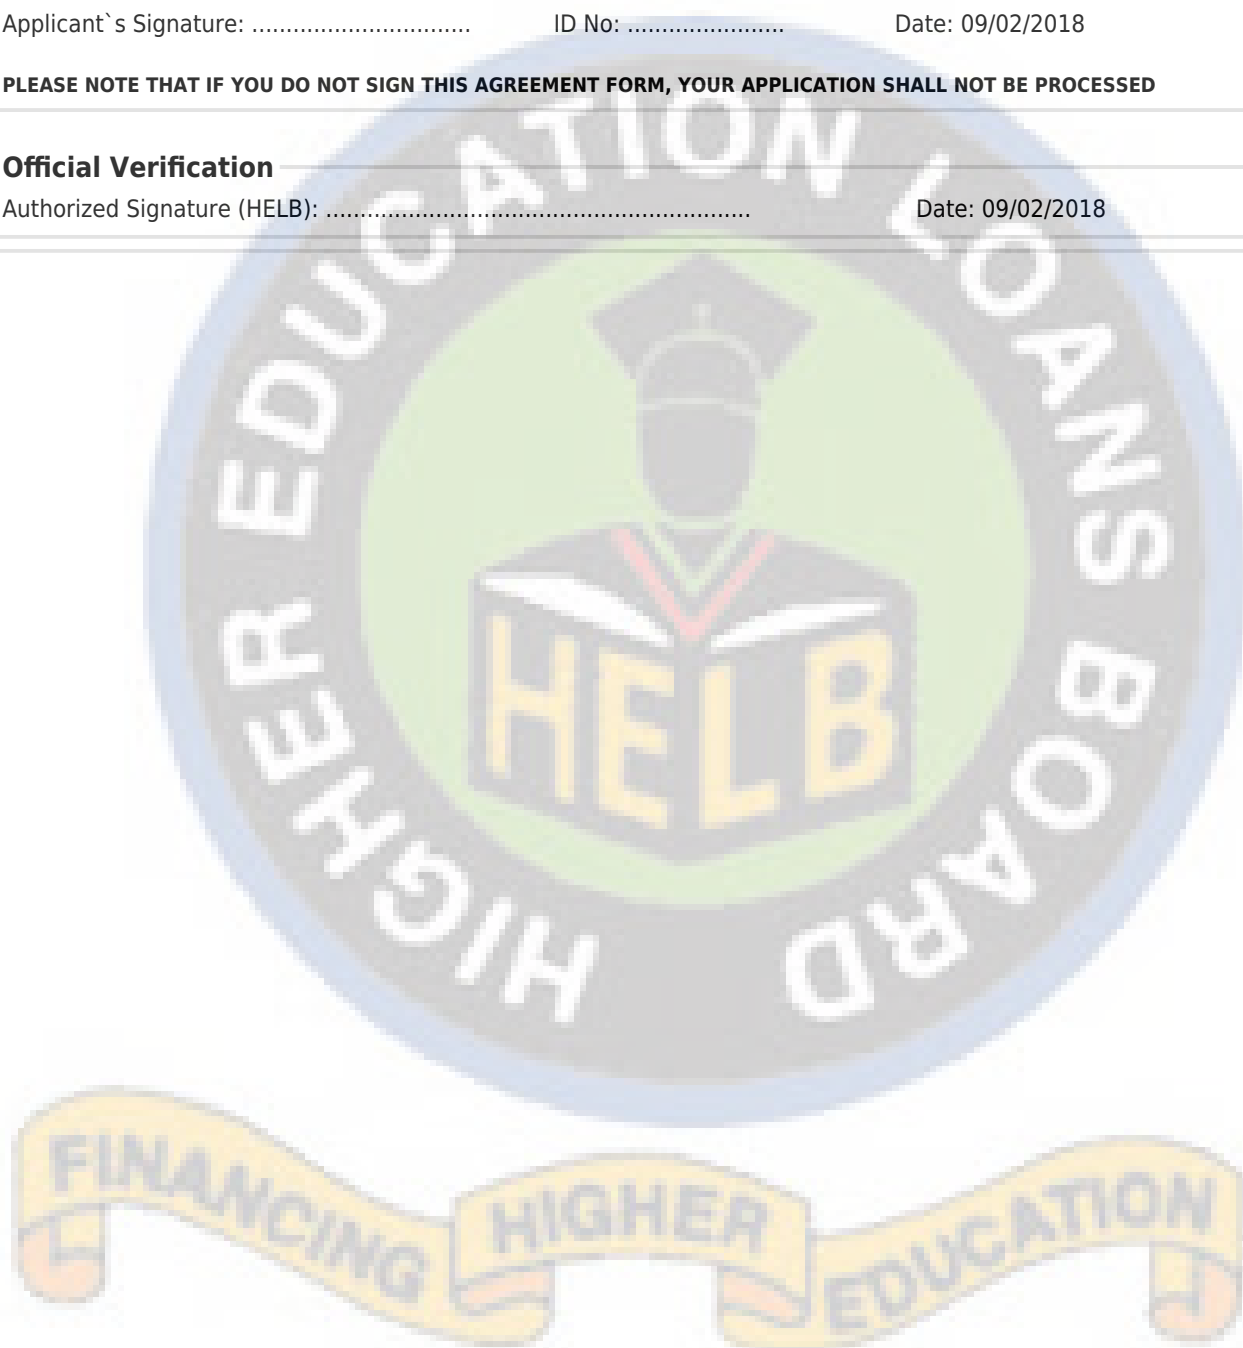 Applicant`s Signature: ................................ ID No: ....................... Date: 09/02/2018
PLEASE NOTE THAT IF YOU DO NOT SIGN THIS AGREEMENT FORM, YOUR APPLICATION SHALL NOT BE PROCESSED
Official Verification
Authorized Signature (HELB): .............................................................. Date: 09/02/2018
HIGHER EDUCATION LOANS BOARD
HELB
FINANCING HIGHER EDUCATION